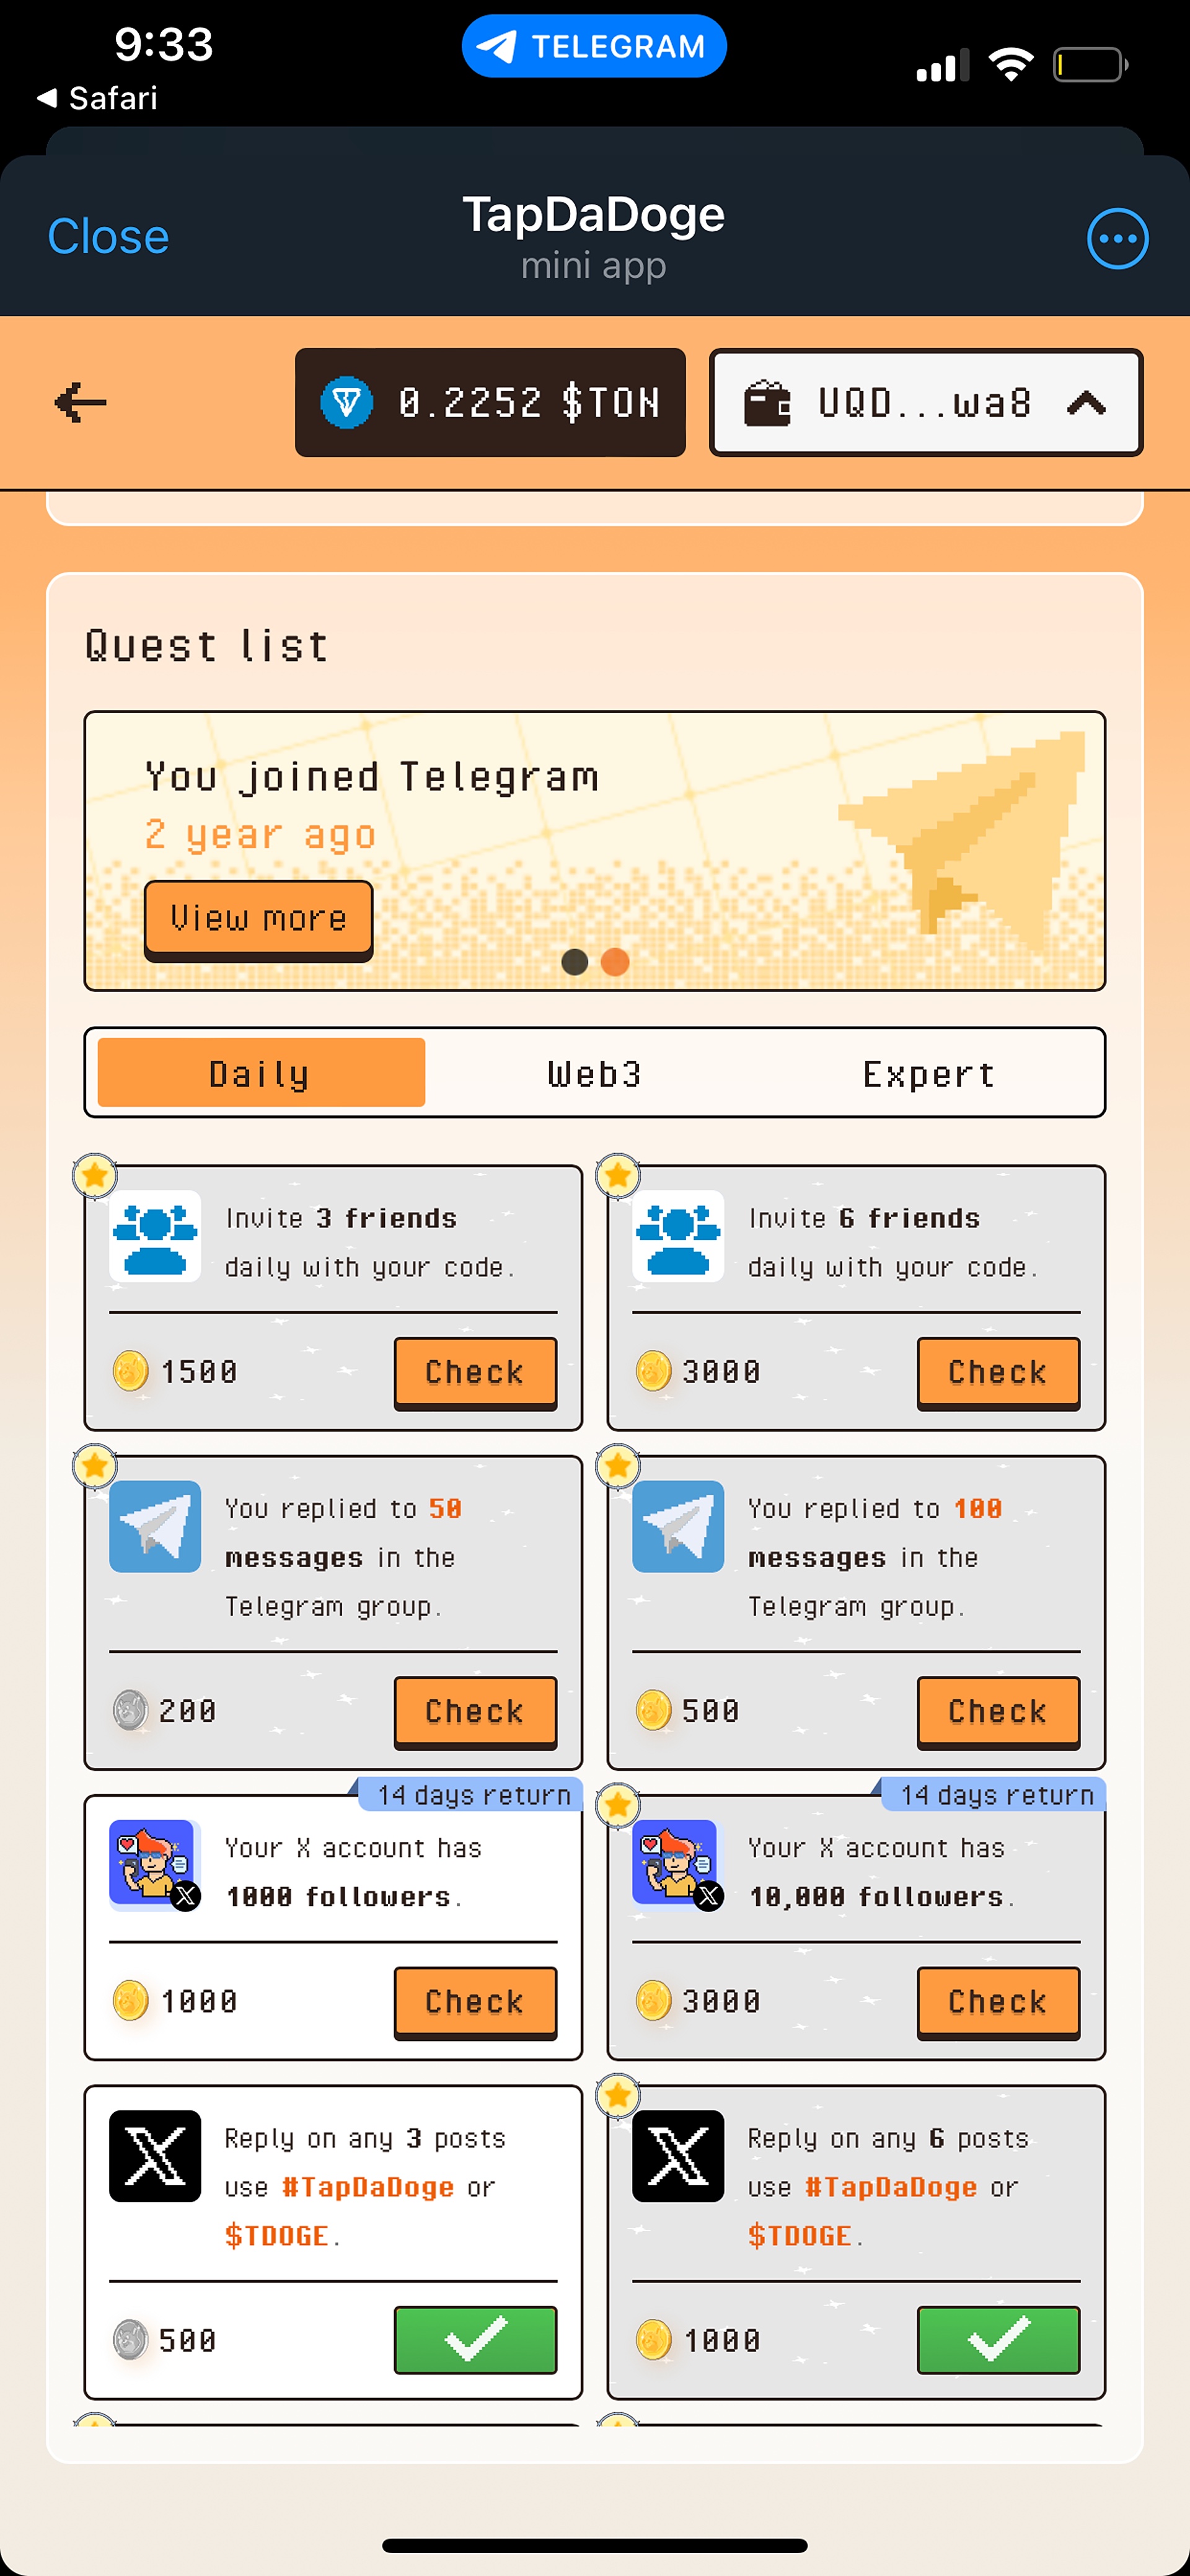 9:33
TELEGRAM
◀ Safari
Close
TapDaDoge
mini app
0.2252 $TON
UQD...wa8
Quest list
You joined Telegram
2 year ago
View more
Daily
Web3
Expert
Invite 3 friends
daily with your code.
1500
Check
Invite 6 friends
daily with your code.
3000
Check
You replied to 50
messages in the
Telegram group.
200
Check
You replied to 100
messages in the
Telegram group.
500
Check
14 days return
Your X account has
1000 followers.
1000
Check
14 days return
Your X account has
10,000 followers.
3000
Check
Reply on any 3 posts
use #TapDaDoge or
$TDOGE.
500
Reply on any 6 posts
use #TapDaDoge or
$TDOGE.
1000